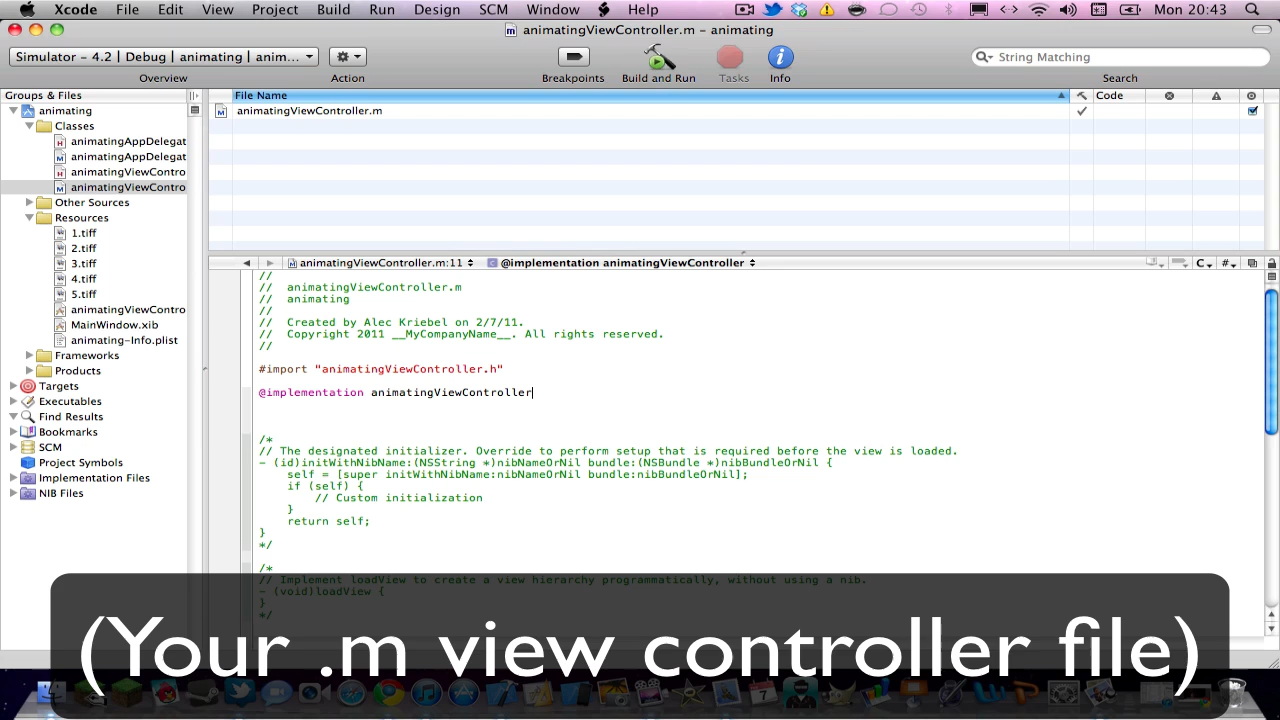 Xcode File Edit View Project Build Run Design SCM Window Help Mon 20:43
animatingViewController.m – animating
Simulator – 4.2 | Debug | animating | anim...
String Matching
Overview Action Breakpoints Build and Run Tasks Info Search
Groups & Files
animating
Classes
animatingAppDelegat
animatingAppDelegat
animatingViewContro
animatingViewContro
Other Sources
Resources
1.tiff
2.tiff
3.tiff
4.tiff
5.tiff
animatingViewContro
MainWindow.xib
animating-Info.plist
Frameworks
Products
Targets
Executables
Find Results
Bookmarks
SCM
Project Symbols
Implementation Files
NIB Files
File Name Code
animatingViewController.m
animatingViewController.m:11 @implementation animatingViewController C #
//
// animatingViewController.m
// animating
//
// Created by Alec Kriebel on 2/7/11.
// Copyright 2011 __MyCompanyName__. All rights reserved.
//
#import "animatingViewController.h"
@implementation animatingViewController
/*
// The designated initializer. Override to perform setup that is required before the view is loaded.
- (id)initWithNibName:(NSString *)nibNameOrNil bundle:(NSBundle *)nibBundleOrNil {
self = [super initWithNibName:nibNameOrNil bundle:nibBundleOrNil];
if (self) {
// Custom initialization
}
return self;
}
*/
/*
// Implement loadView to create a view hierarchy programmatically, without using a nib.
- (void)loadView {
}
*/
(Your .m view controller file)